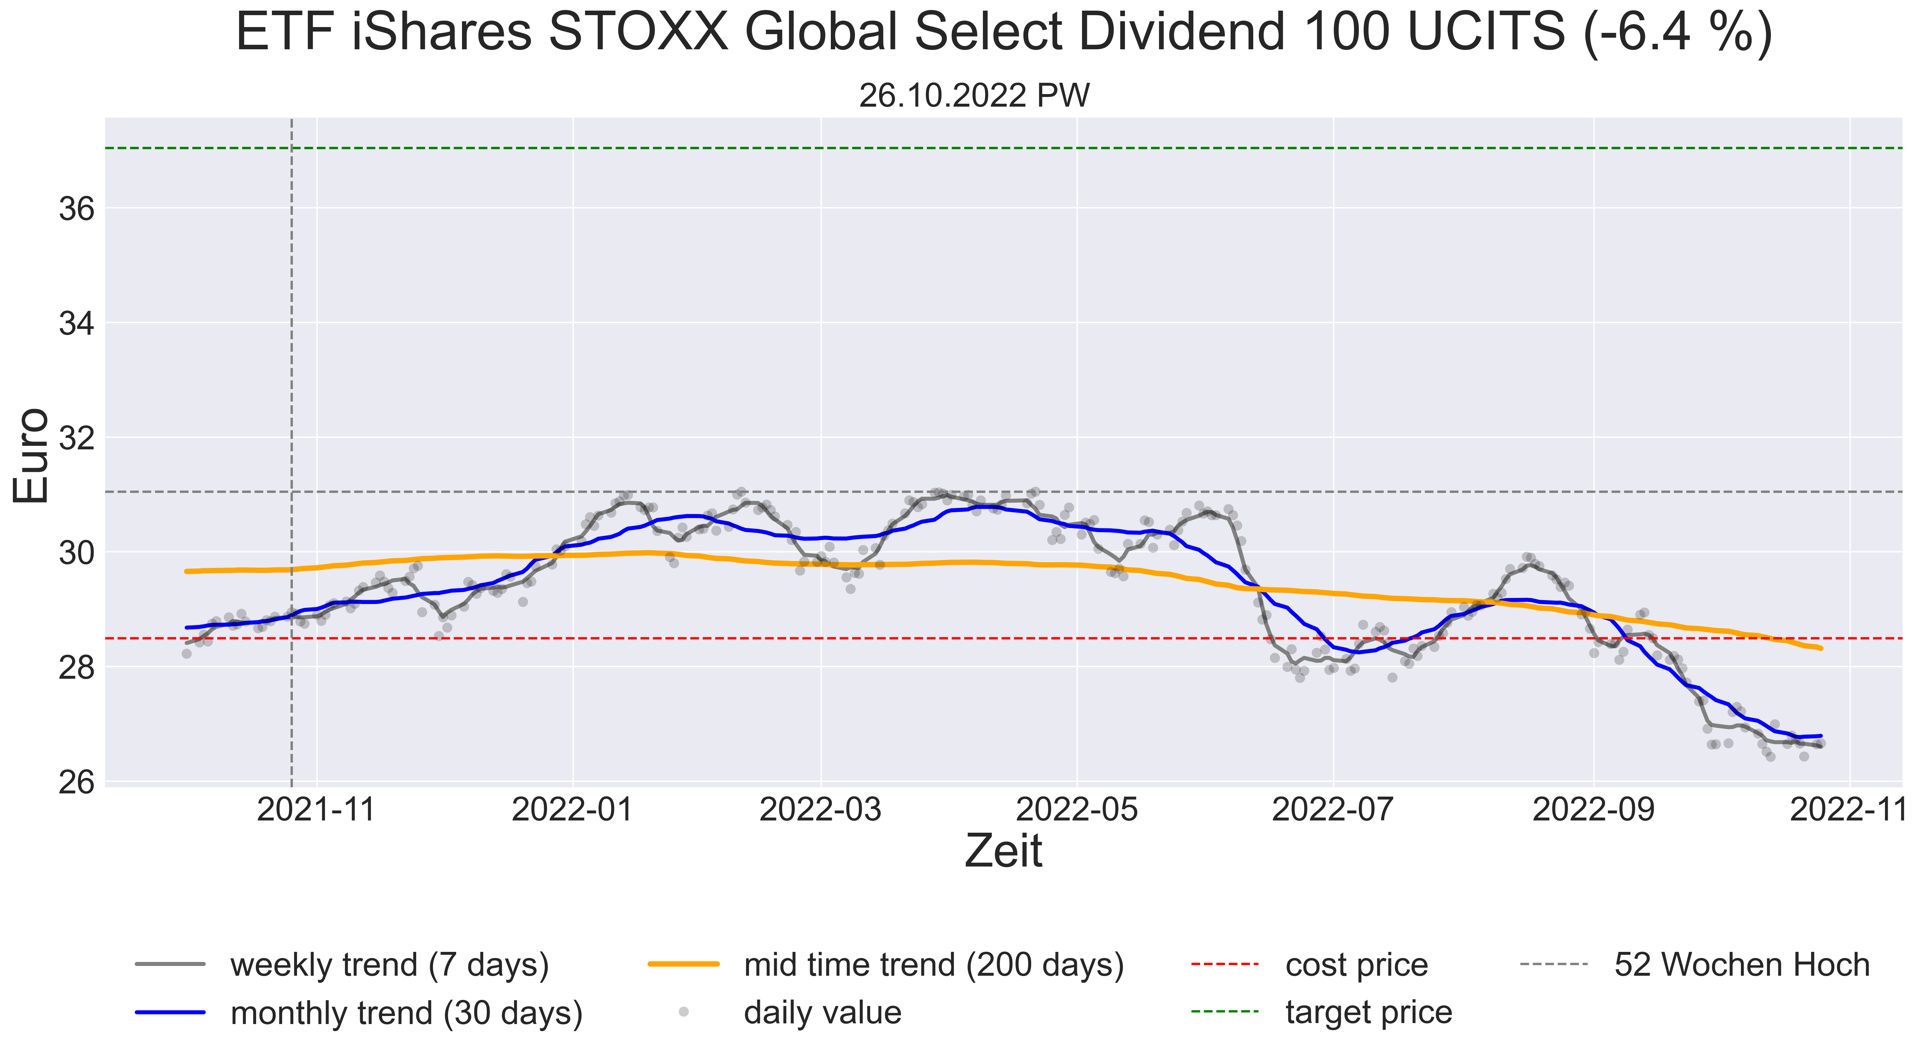 ETF iShares STOXX Global Select Dividend 100 UCITS (-6.4 %)
26.10.2022 PW
Euro
36
34
32
30
28
26
2021-11 2022-01 2022-03 2022-05 2022-07 2022-09 2022-11
Zeit
weekly trend (7 days) mid time trend (200 days) cost price 52 Wochen Hoch
monthly trend (30 days) daily value target price